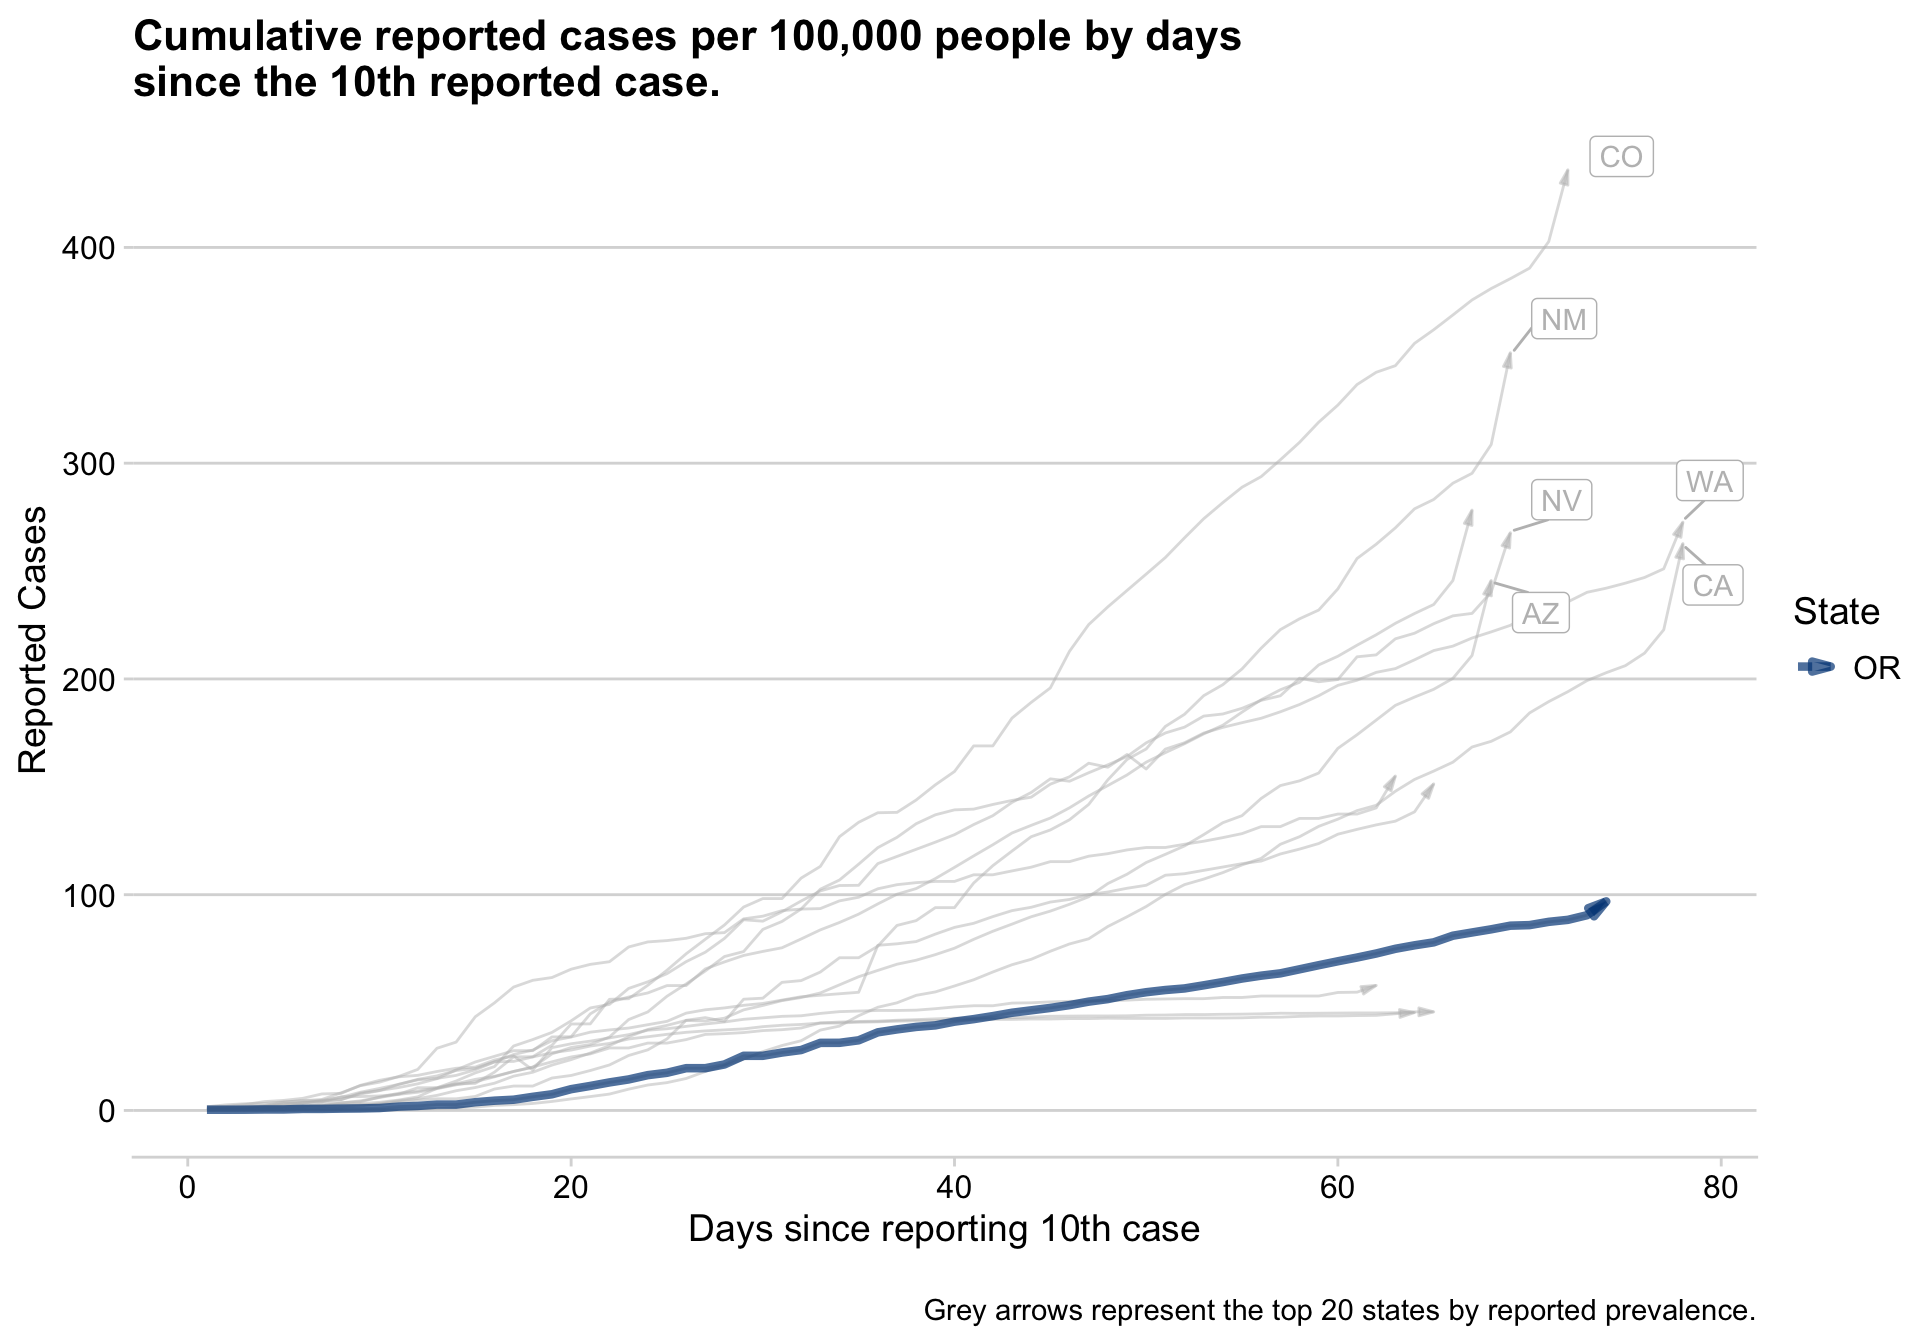 Cumulative reported cases per 100,000 people by days
since the 10th reported case.
CO
400
NM
300
WA
NV
CA
AZ
200
100
0
Reported Cases
State
OR
0 20 40 60 80
Days since reporting 10th case
Grey arrows represent the top 20 states by reported prevalence.